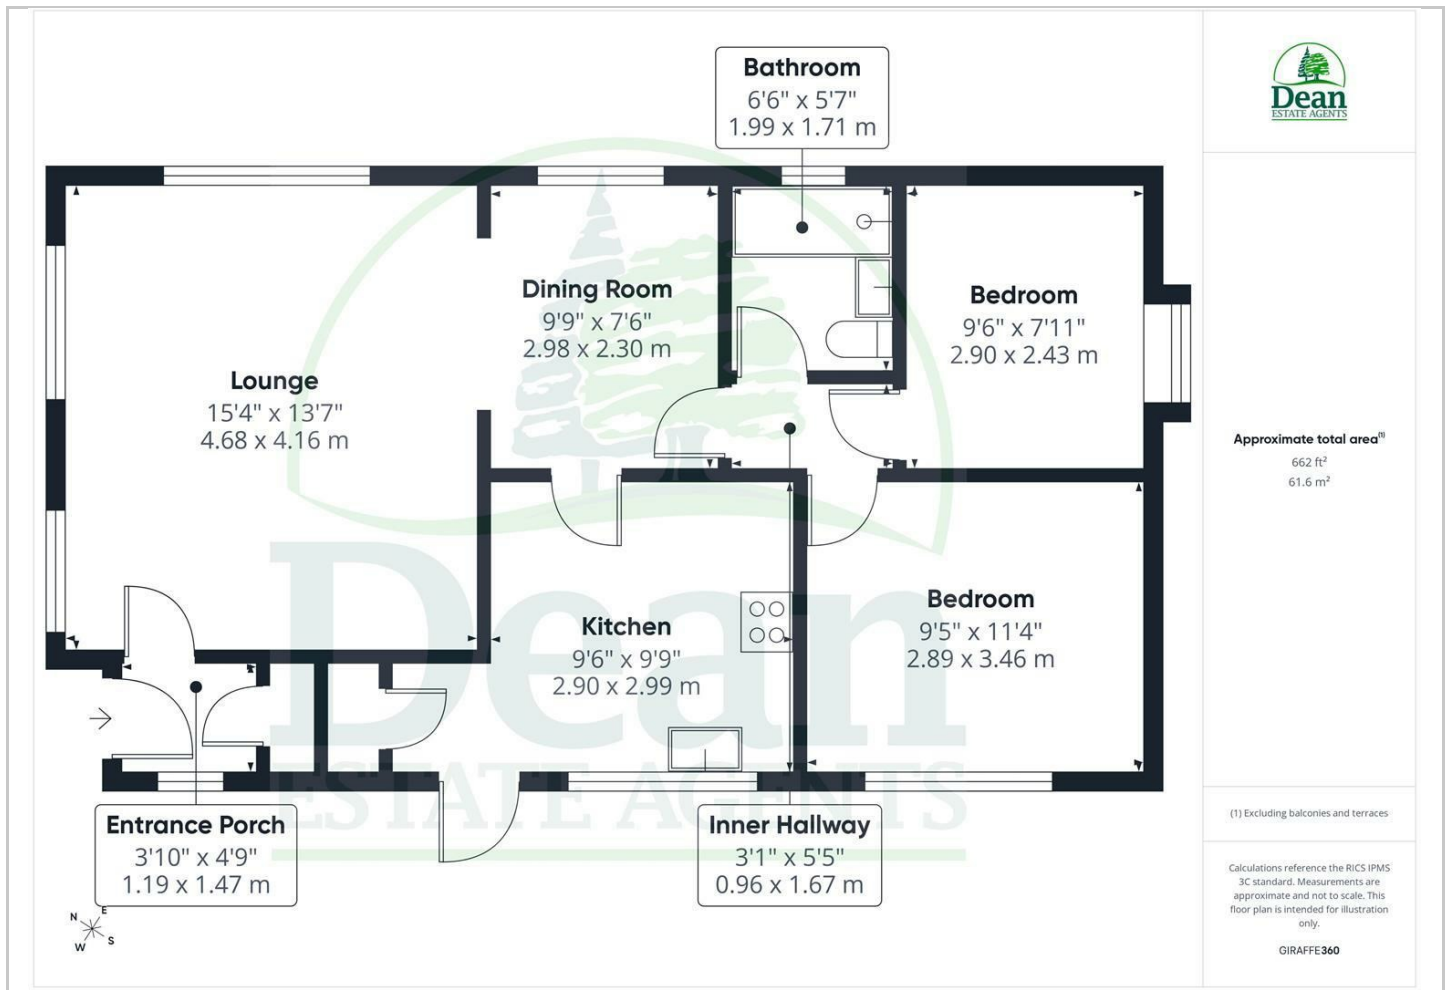 Bathroom
6'6" x 5'7"
1.99 x 1.71 m
Dean
ESTATE AGENTS
Dining Room
9'9" x 7'6"
2.98 x 2.30 m
Bedroom
9'6" x 7'11"
2.90 x 2.43 m
Lounge
15'4" x 13'7"
4.68 x 4.16 m
Approximate total area(1)
662 ft²
61.6 m²
Kitchen
9'6" x 9'9"
2.90 x 2.99 m
Bedroom
9'5" x 11'4"
2.89 x 3.46 m
Dean
ESTATE AGENTS
Entrance Porch
3'10" x 4'9"
1.19 x 1.47 m
Inner Hallway
3'1" x 5'5"
0.96 x 1.67 m
(1) Excluding balconies and terraces
Calculations reference the RICS IPMS
3C standard. Measurements are
approximate and not to scale. This
floor plan is intended for illustration
only.
GIRAFFE360
N
E
W
S